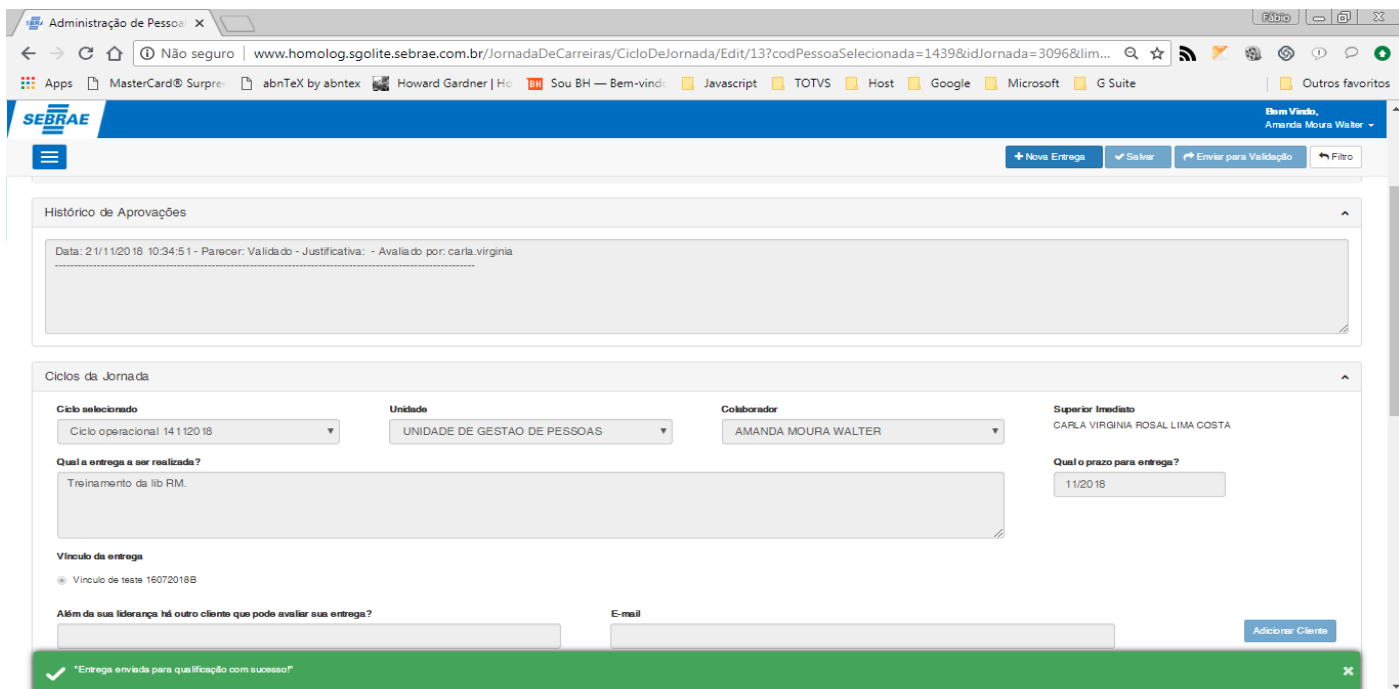 Administração de Pessoa
Fábio
Não seguro | www.homolog.sgolite.sebrae.com.br/JornadaDeCarreiras/CicloDeJornada/Edit/13?codPessoaSelecionada=1439&idJornada=3096&lim...
Apps MasterCard® Surpre abnTeX by abntex Howard Gardner | Ho BH Sou BH — Bem-vindo Javascript TOTVS Host Google Microsoft G Suite Outros favoritos
SEBRAE
Bem Vindo,
Amanda Moura Walter
Nova Entrega Salvar Enviar para Validação Filtro
Histórico de Aprovações
Data: 21/11/2018 10:34:51 - Parecer: Validado - Justificativa: - Avaliado por: carla.virginia
------------------------------------------------------------------------------------------------------------------------
Ciclos da Jornada
Ciclo selecionado Unidade Colaborador Superior Imediato
Ciclo operacional 14112018 UNIDADE DE GESTAO DE PESSOAS AMANDA MOURA WALTER CARLA VIRGINIA ROSAL LIMA COSTA
Qual a entrega a ser realizada? Qual o prazo para entrega?
Treinamento da lib RM. 11/2018
Vínculo da entrega
Vinculo de teste 16072018B
Além da sua liderança há outro cliente que pode avaliar sua entrega? E-mail
Adicionar Cliente
"Entrega enviada para qualificação com sucesso!"